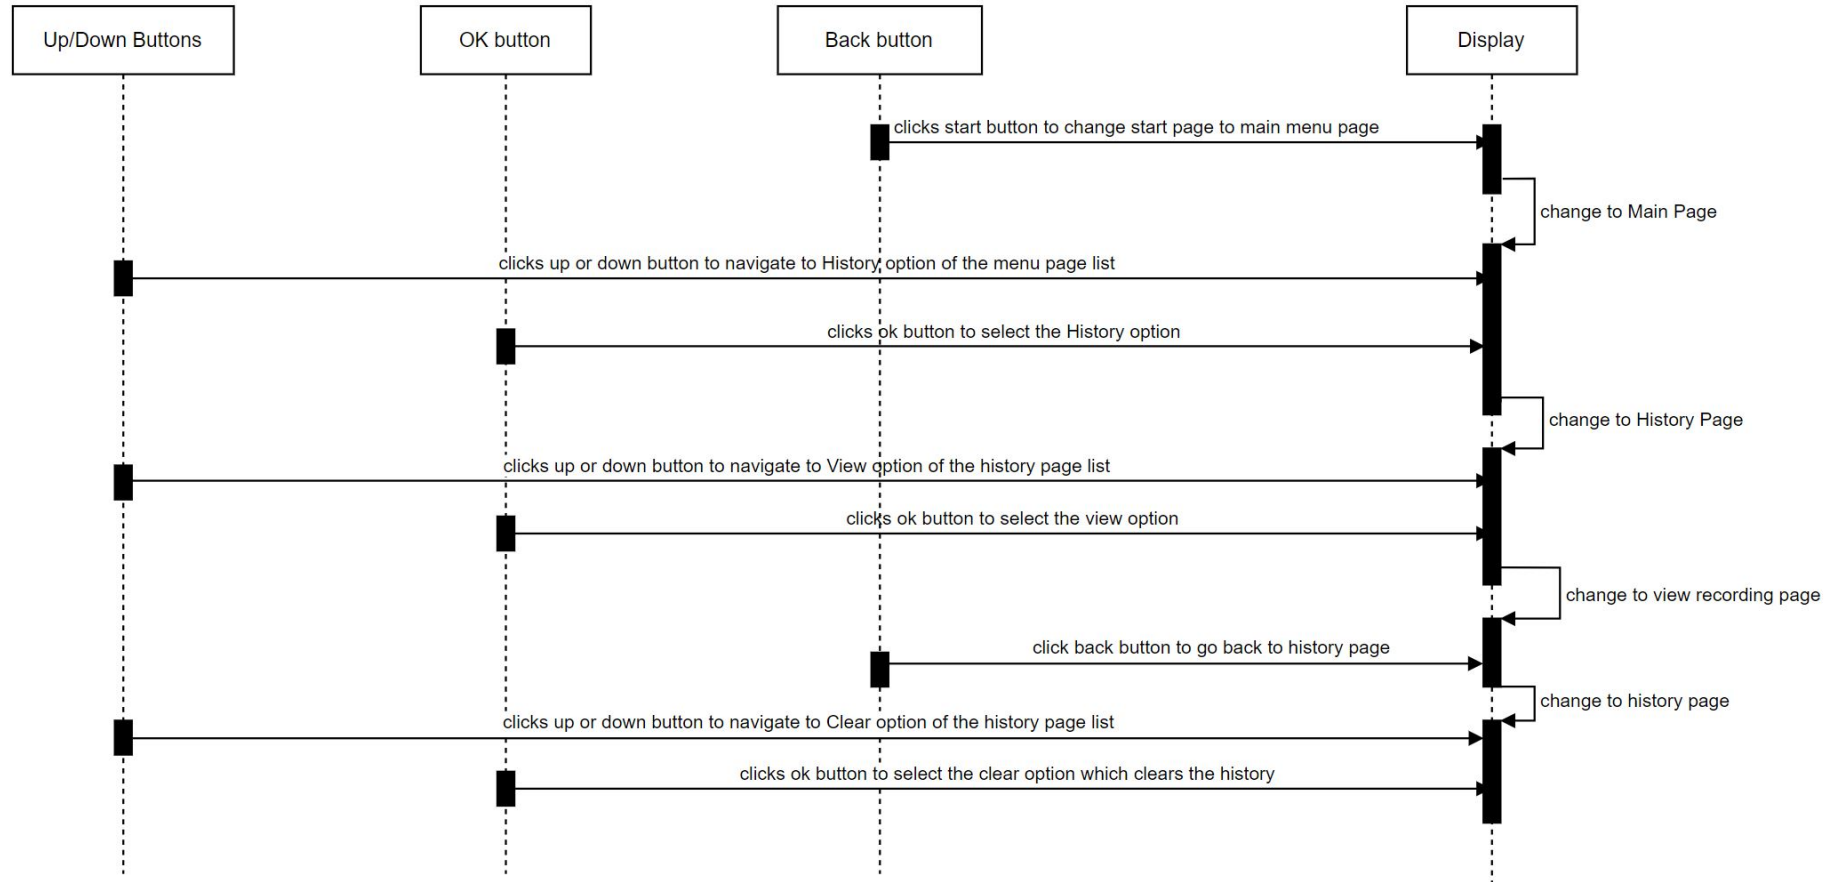 Up/Down Buttons
OK button
Back button
Display
clicks start button to change start page to main menu page
change to Main Page
clicks up or down button to navigate to History option of the menu page list
clicks ok button to select the History option
change to History Page
clicks up or down button to navigate to View option of the history page list
clicks ok button to select the view option
change to view recording page
click back button to go back to history page
change to history page
clicks up or down button to navigate to Clear option of the history page list
clicks ok button to select the clear option which clears the history